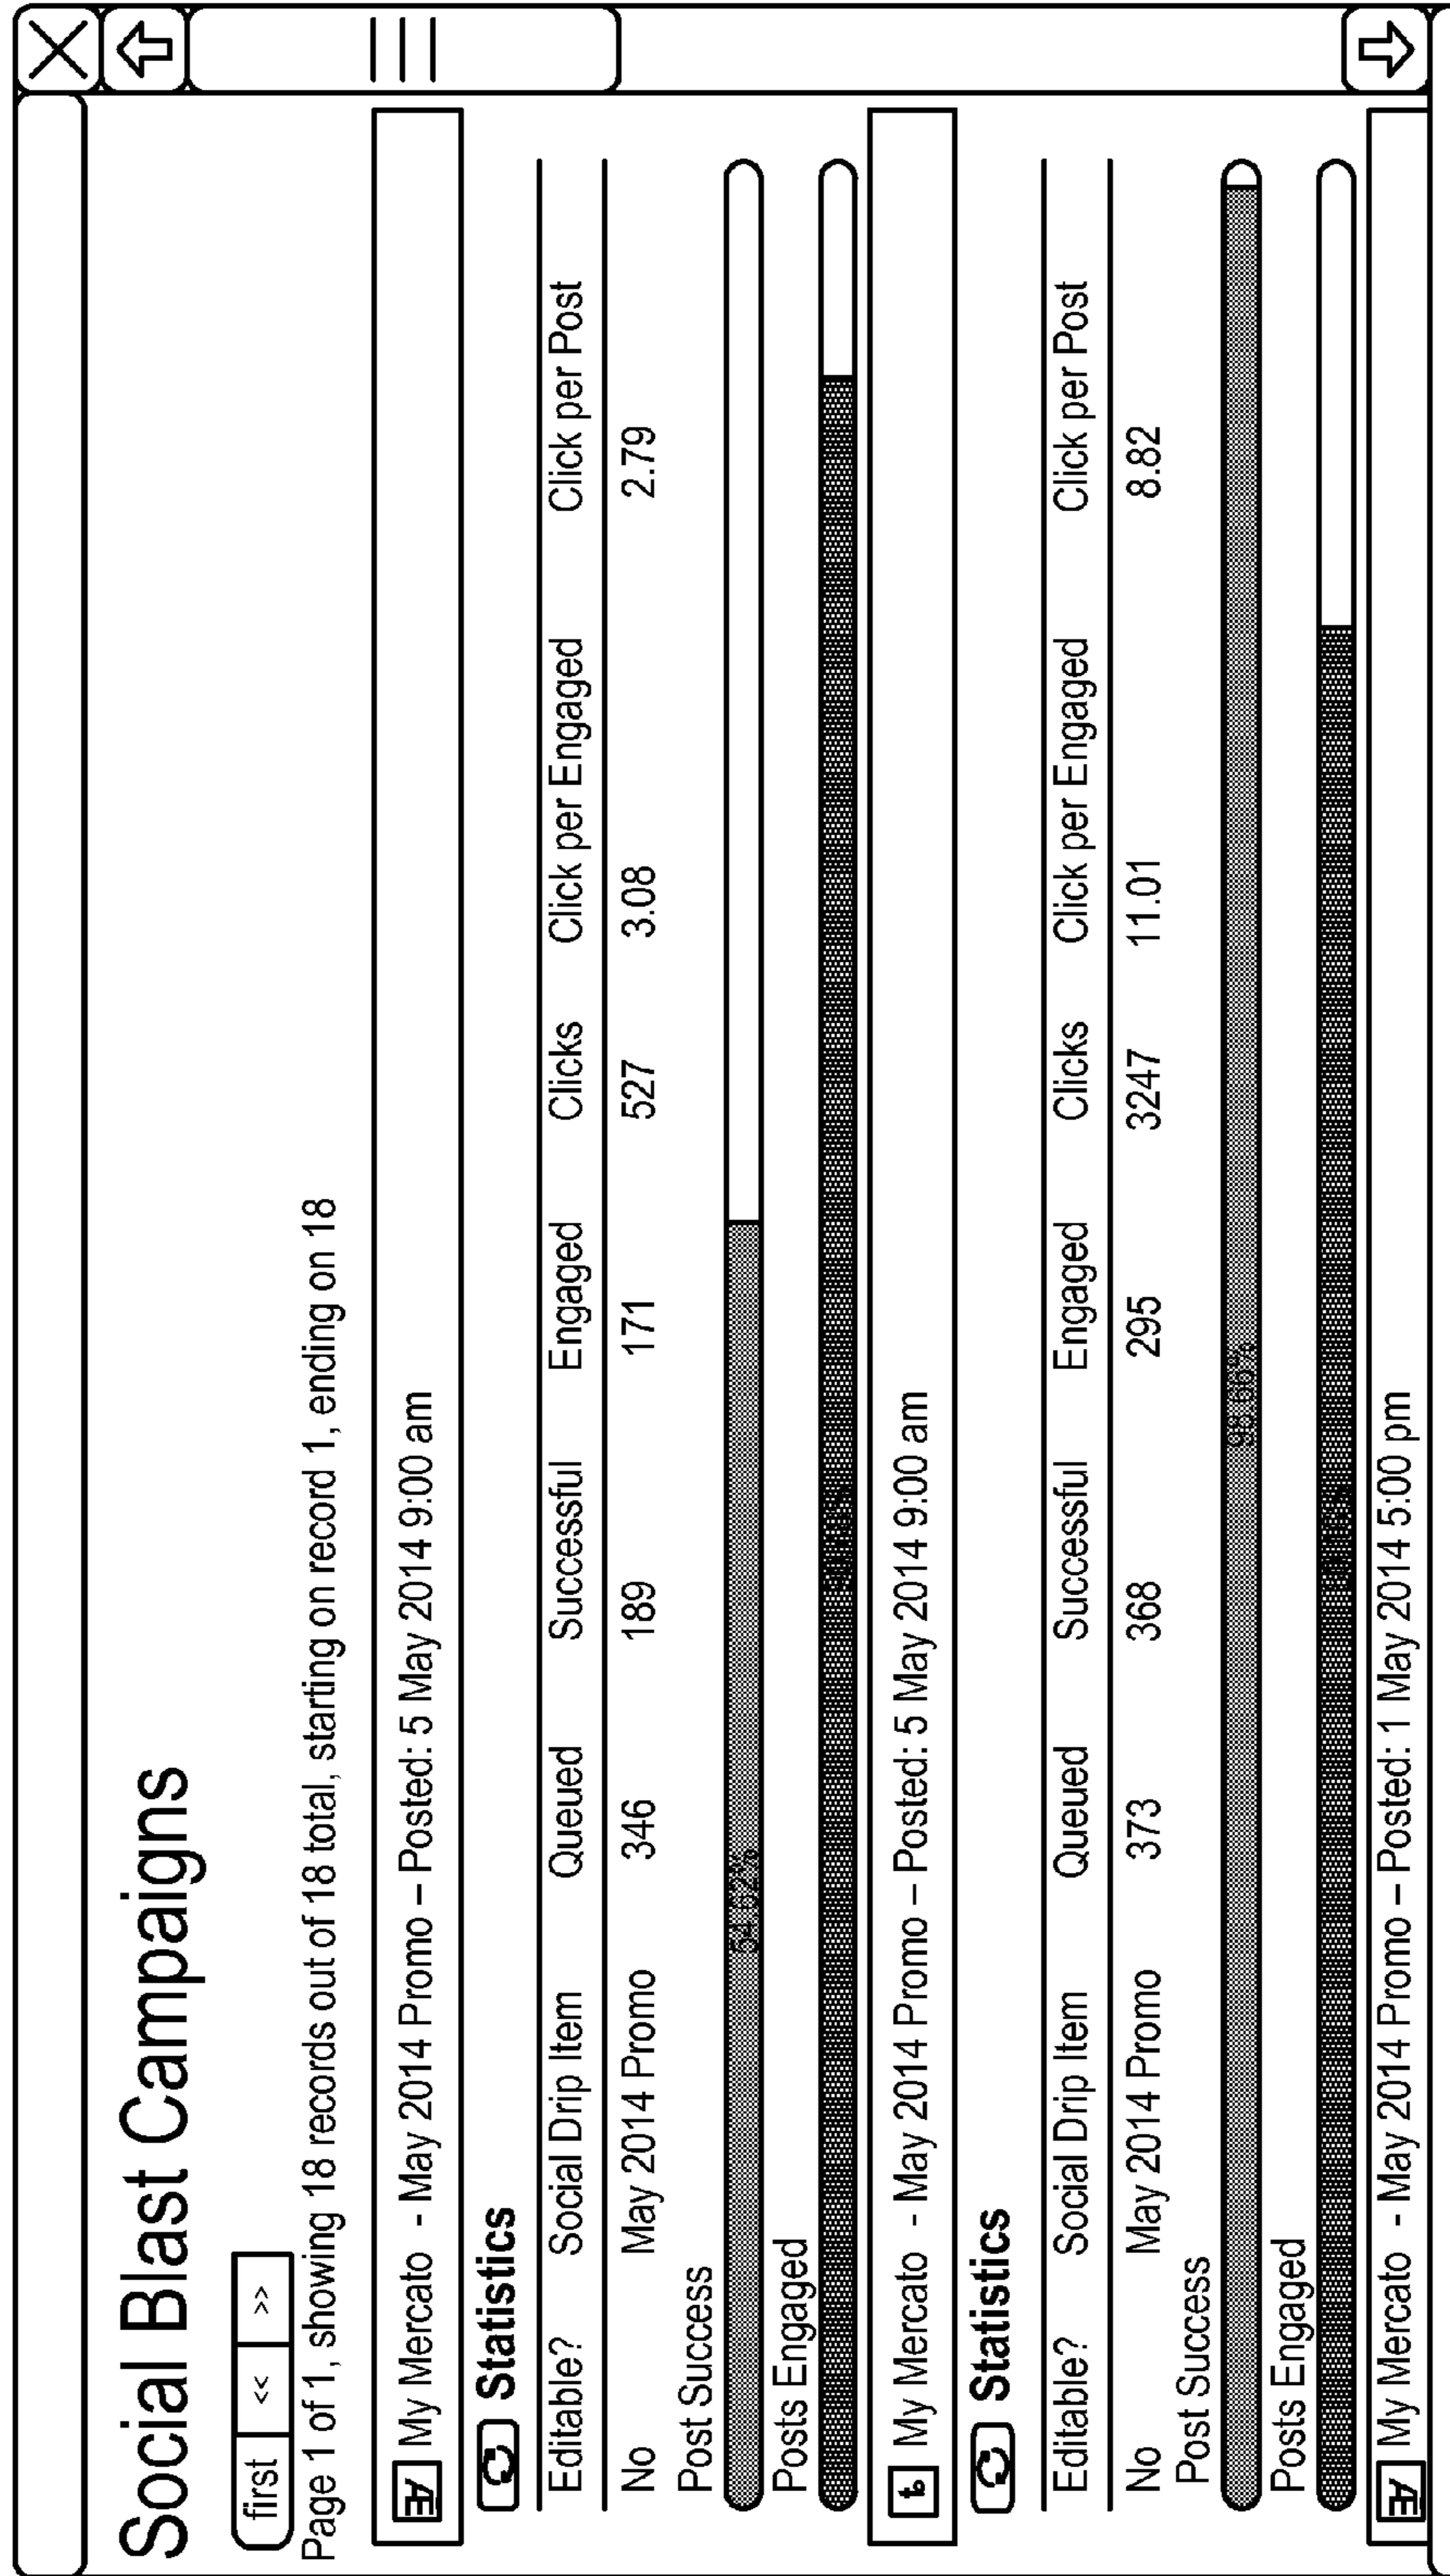 Social Blast Campaigns
first << >>
Page 1 of 1, showing 18 records out of 18 total, starting on record 1, ending on 18
Æ My Mercato - May 2014 Promo – Posted: 5 May 2014 9:00 am
Statistics
Editable? Social Drip Item Queued Successful Engaged Clicks Click per Engaged Click per Post
No May 2014 Promo 346 189 171 527 3.08 2.79
Post Success
54.62%
Posts Engaged
My Mercato - May 2014 Promo – Posted: 5 May 2014 9:00 am
Statistics
Editable? Social Drip Item Queued Successful Engaged Clicks Click per Engaged Click per Post
No May 2014 Promo 373 368 295 3247 11.01 8.82
Post Success
98.66%
Posts Engaged
Æ My Mercato - May 2014 Promo – Posted: 1 May 2014 5:00 pm